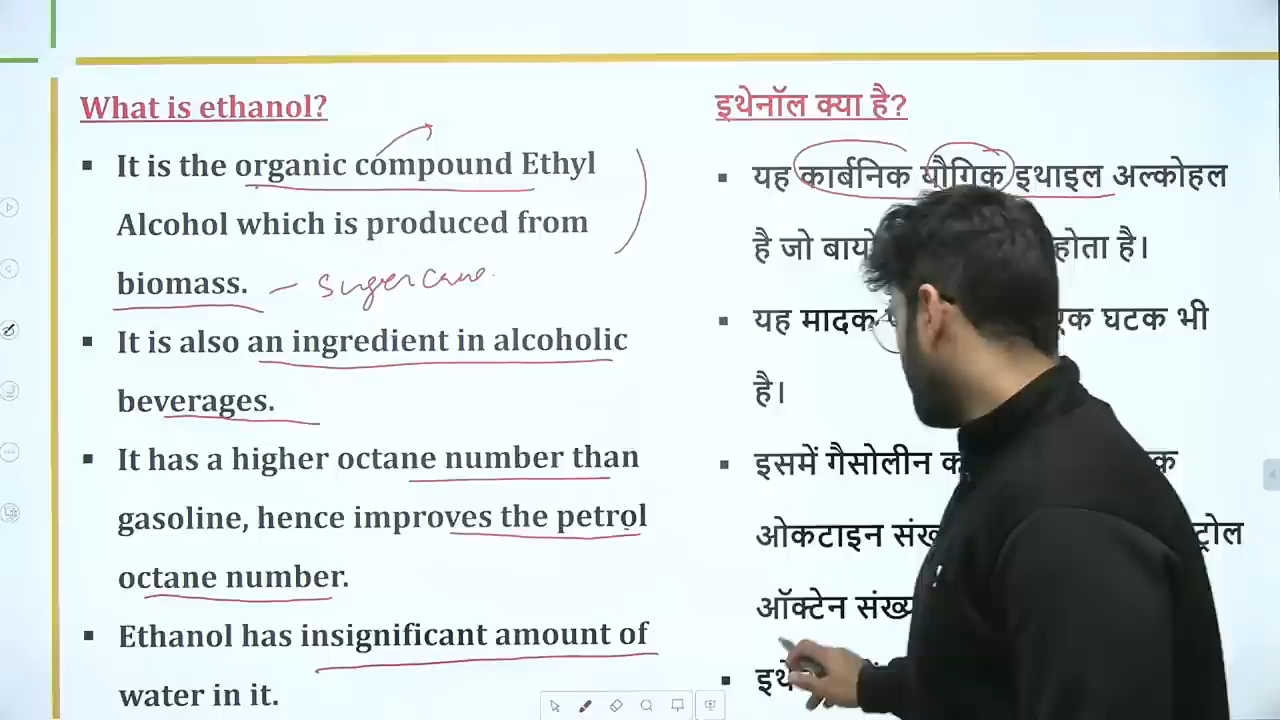 What is ethanol?
▪ It is the organic compound Ethyl
Alcohol which is produced from
biomass. – Sugercane.
▪ It is also an ingredient in alcoholic
beverages.
▪ It has a higher octane number than
gasoline, hence improves the petrol
octane number.
▪ Ethanol has insignificant amount of
water in it.
इथेनॉल क्या है?
▪ यह कार्बनिक यौगिक इथाइल अल्कोहल
है जो होता है।
▪ यह मादक घटक भी
है।
▪ इसमें गैसोलीन
ओकटाइन
ऑक्टेन